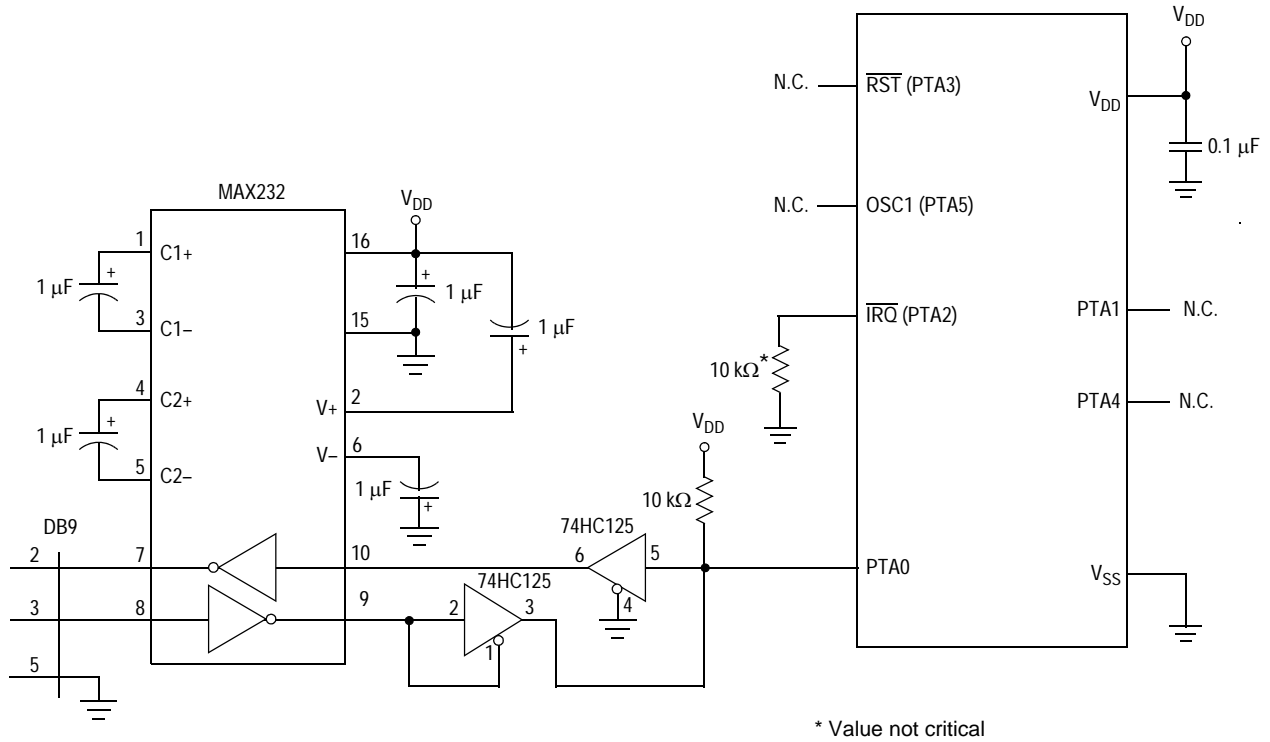 VDD
N.C.
RST (PTA3)
VDD
0.1 µF
MAX232
VDD
N.C.
OSC1 (PTA5)
1
C1+
16
1 µF
+
+
1 µF
3
C1–
15
+
1 µF
IRQ (PTA2)
PTA1
N.C.
10 kΩ*
4
C2+
V+
2
PTA4
N.C.
1 µF
+
VDD
V–
6
5
C2–
1 µF
+
10 kΩ
DB9
74HC125
2
7
10
6
5
PTA0
VSS
4
74HC125
3
8
9
2
3
1
5
* Value not critical